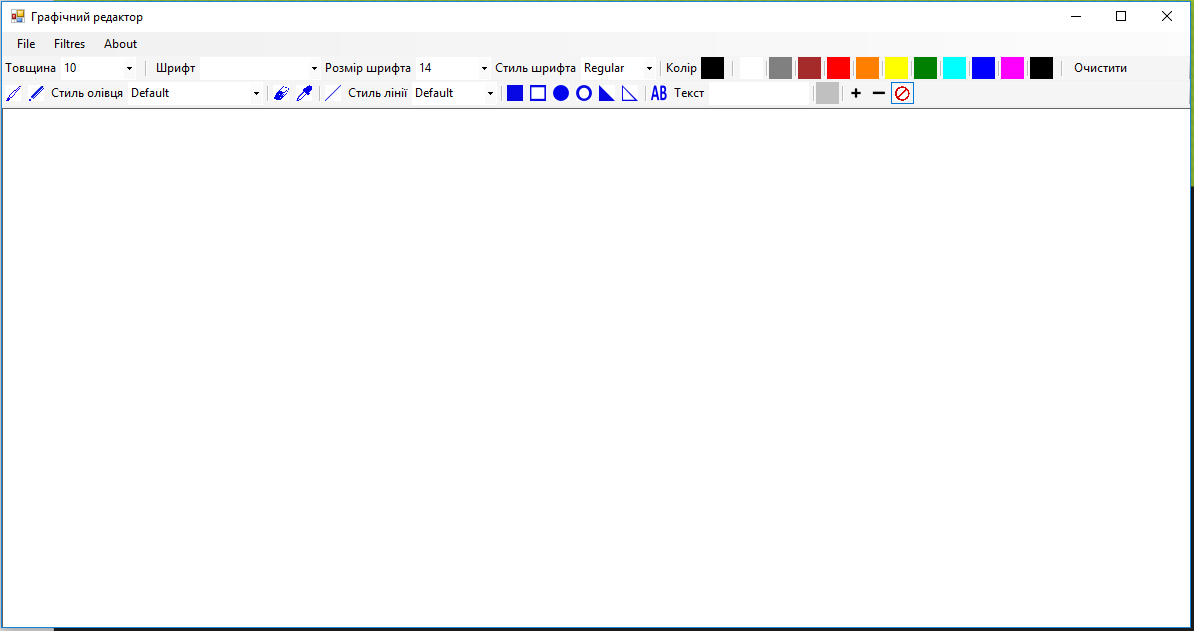 Графічний редактор
File Filtres About
Товщина 10 Шрифт Розмір шрифта 14 Стиль шрифта Regular Колір Очистити
Стиль олівця Default Стиль лінії Default AB Текст